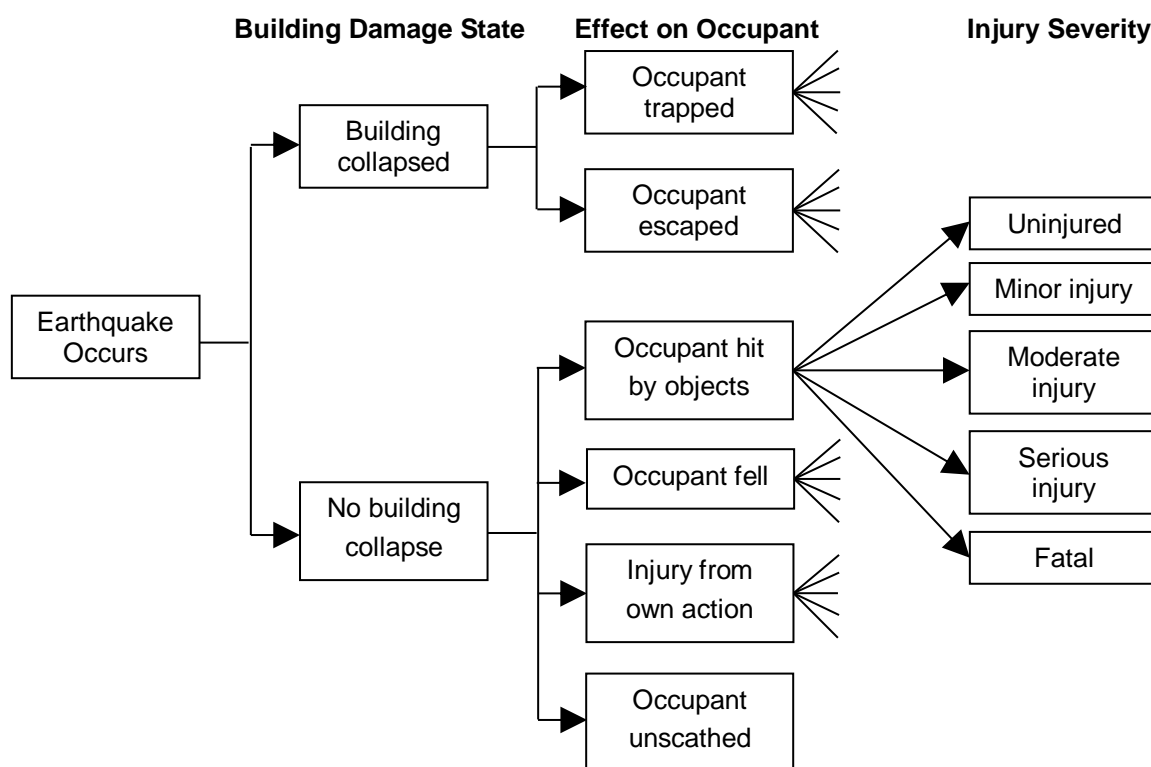 Building Damage State
Effect on Occupant
Injury Severity
Occupant
trapped
Building
collapsed
Occupant
escaped
Uninjured
Minor injury
Earthquake
Occurs
Occupant hit
by objects
Moderate
injury
Occupant fell
Serious
injury
No building
collapse
Injury from
own action
Fatal
Occupant
unscathed